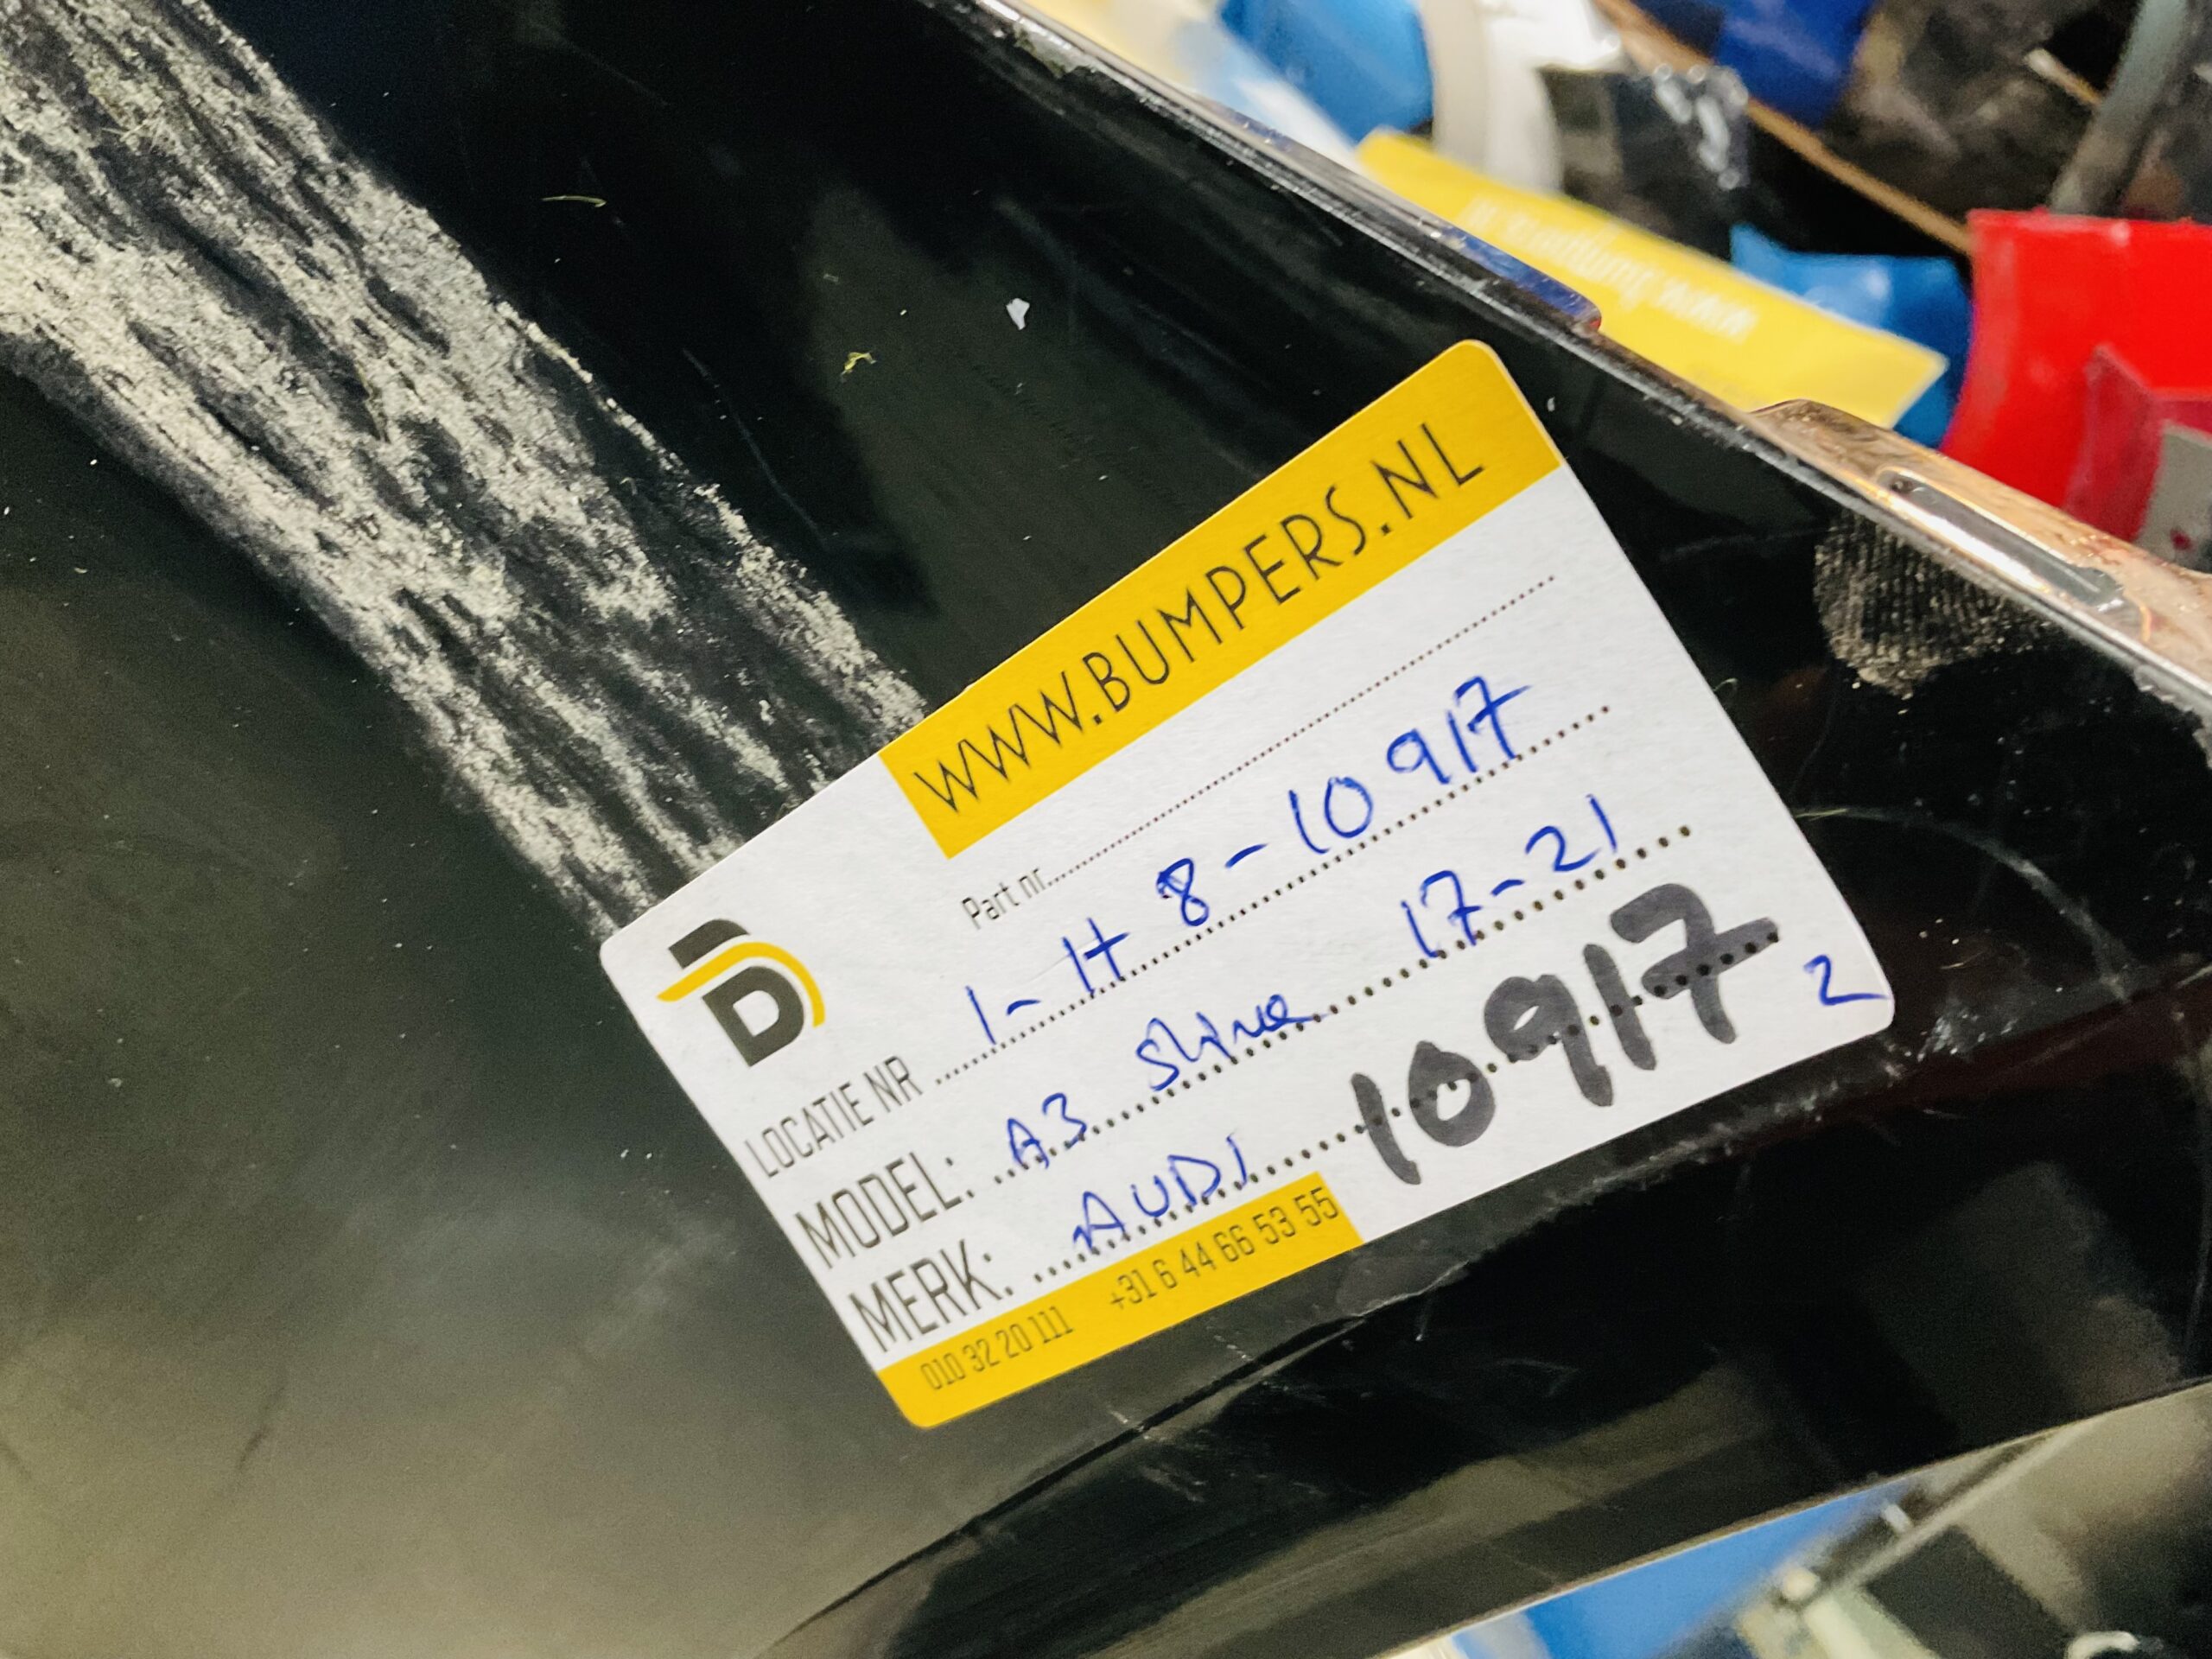 WWW.BUMPERS.NL
Part nr.
LOCATIE NR 1-H 8-10917
MODEL: A3 Sline 17-21
MERK: AUDI 10917 2
010 32 20 111 +31 6 44 66 53 55